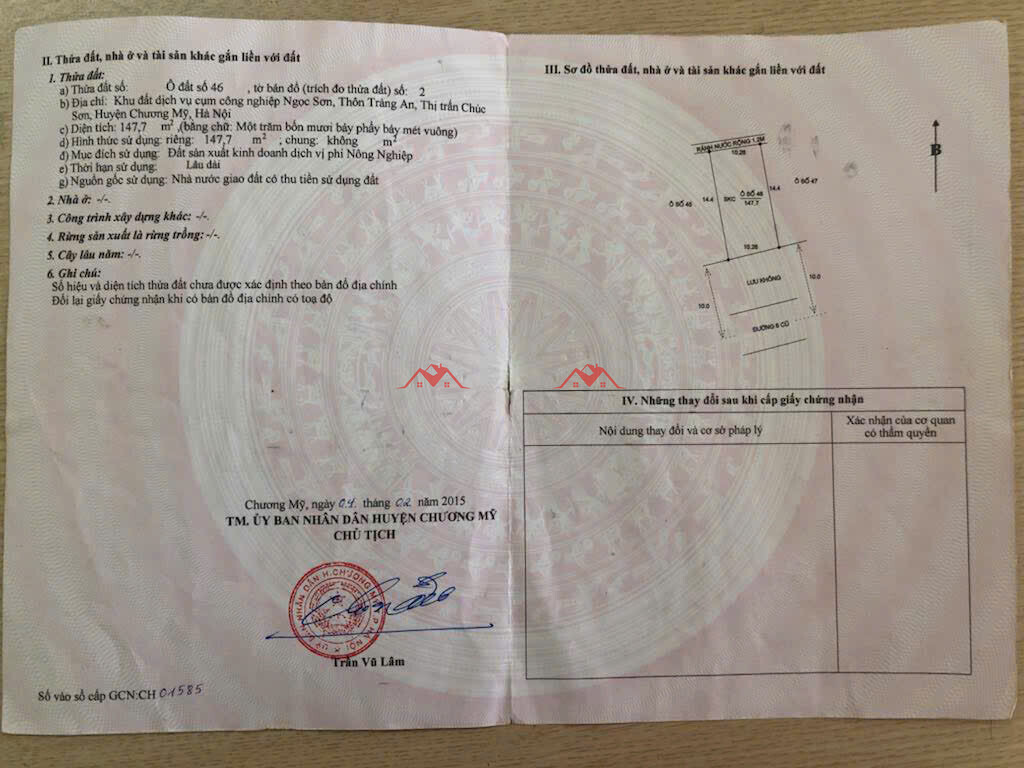 II. Thửa đất, nhà ở và tài sản khác gắn liền với đất
1. Thửa đất:
a) Thửa đất số: Ô đất số 46 , tờ bản đồ (trích đo thửa đất) số: 2
b) Địa chỉ: Khu đất dịch vụ cụm công nghiệp Ngọc Sơn, Thôn Tràng An, Thị trấn Chúc
Sơn, Huyện Chương Mỹ, Hà Nội
c) Diện tích: 147,7 m² ,(bằng chữ: Một trăm bốn mươi bảy phẩy bảy mét vuông)
d) Hình thức sử dụng: riêng: 147,7 m² , chung: không m²
đ) Mục đích sử dụng: Đất sản xuất kinh doanh dịch vị phi Nông Nghiệp
e) Thời hạn sử dụng: Lâu dài
g) Nguồn gốc sử dụng: Nhà nước giao đất có thu tiền sử dụng đất
2. Nhà ở: -/-.
3. Công trình xây dựng khác: -/-.
4. Rừng sản xuất là rừng trồng: -/-.
5. Cây lâu năm: -/-.
6. Ghi chú:
Số hiệu và diện tích thửa đất chưa được xác định theo bản đồ địa chính
Đổi lại giấy chứng nhận khi có bản đồ địa chính có toạ độ
Chương Mỹ, ngày 04 tháng 02 năm 2015
TM. ỦY BAN NHÂN DÂN HUYỆN CHƯƠNG MỸ
CHỦ TỊCH
Trần Vũ Lâm
Số vào sổ cấp GCN:CH 01585
III. Sơ đồ thửa đất, nhà ở và tài sản khác gắn liền với đất
B
RÃNH NƯỚC RỘNG 1,2M
10.28
Ô SỐ 45
14.4
SKC
Ô SỐ 46
147.7
14.4
Ô SỐ 47
10.28
10.0
LƯU KHÔNG
10.0
ĐƯỜNG 6 CŨ
IV. Những thay đổi sau khi cấp giấy chứng nhận
Nội dung thay đổi và cơ sở pháp lý
Xác nhận của cơ quan
có thẩm quyền